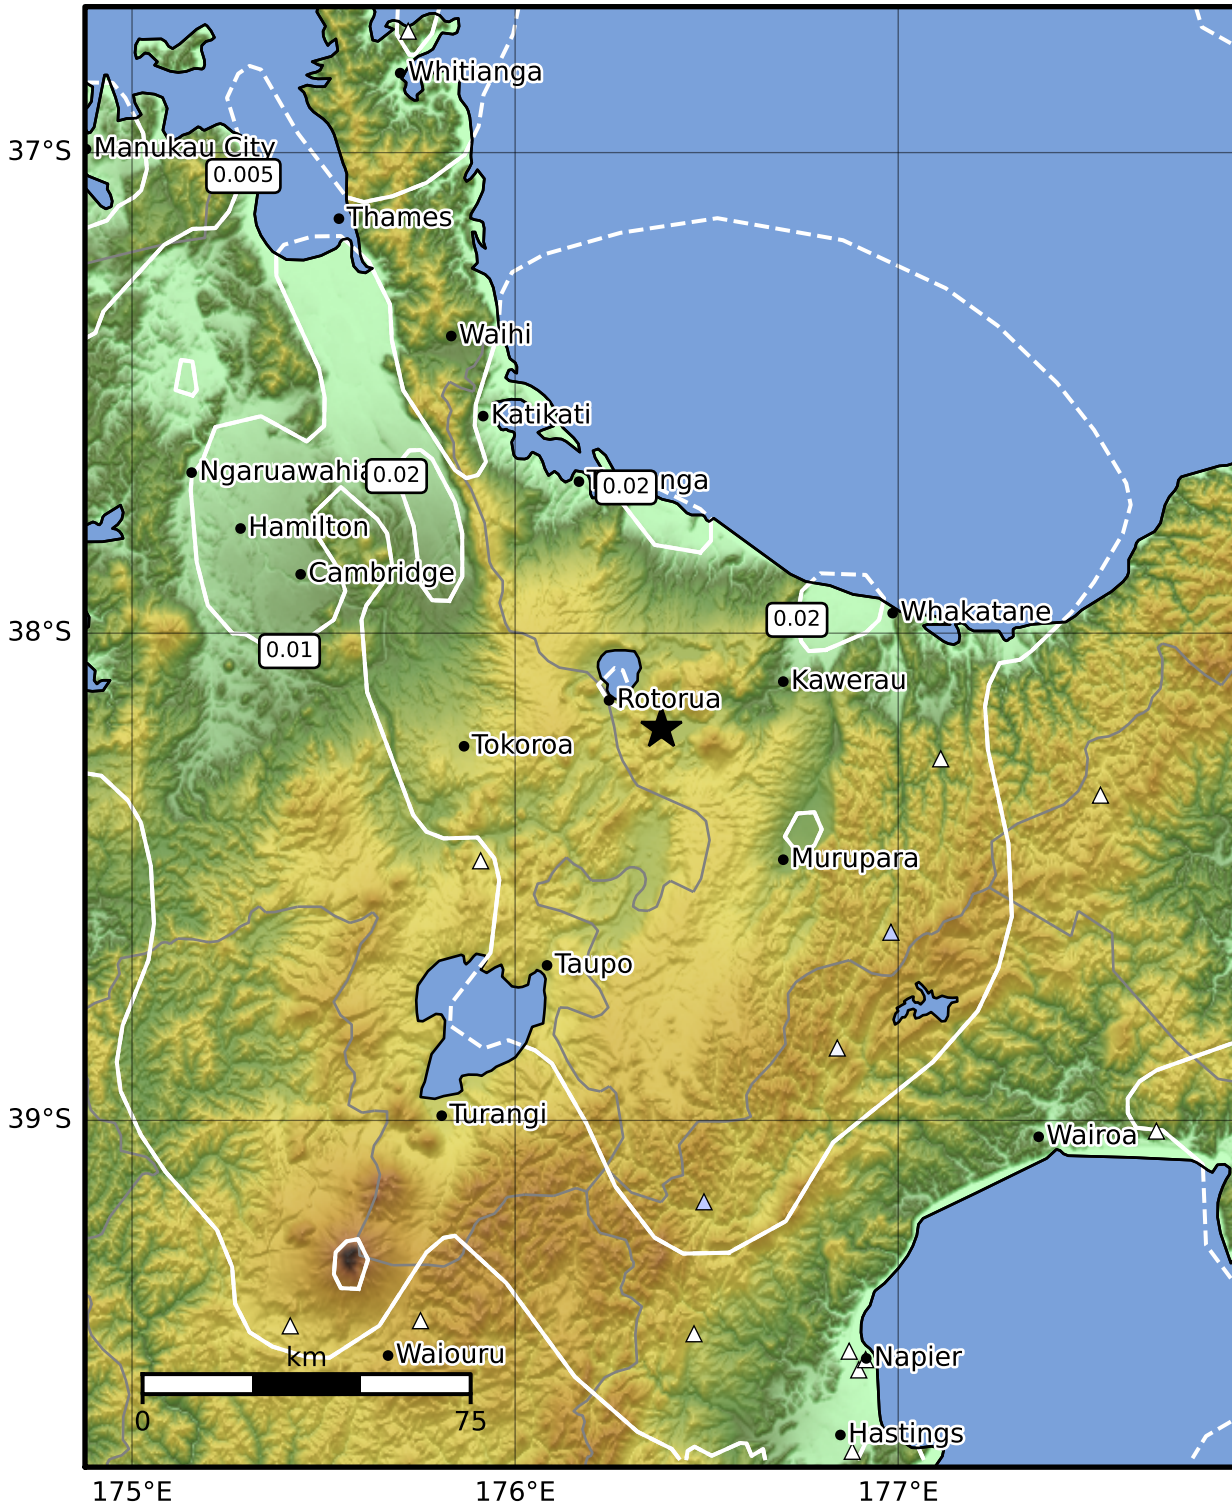 Whitianga
37°S
Manukau City
0.005
Thames
Waihi
Katikati
Ngaruawahia
0.02
0.02
Hamilton
Cambridge
0.02
Whakatane
38°S
0.01
Kawerau
Rotorua
Tokoroa
Murupara
Taupo
39°S
Turangi
Wairoa
km
Waiouru
Napier
0
75
Hastings
175°E
176°E
177°E